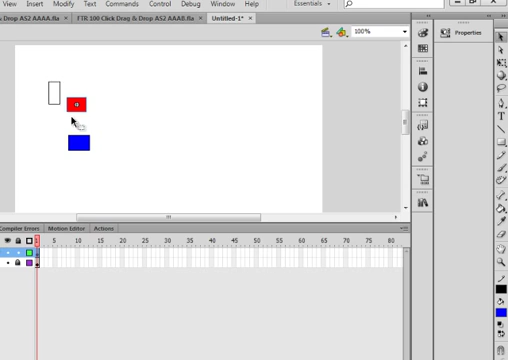 View Insert Modify Text Commands Control Debug Window Help Essentials
& Drop AS2 AAAA.fla × FTR 100 Click Drag & Drop AS2 AAAB.fla × Untitled-1* ×
100%
Properties
Compiler Errors Motion Editor Actions
1 5 10 15 20 25 30 35 40 45 50 55 60 65 70 75 80